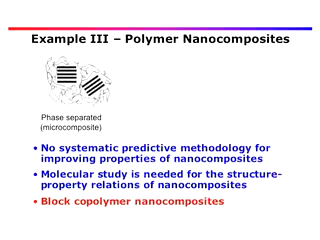 Example III – Polymer Nanocomposites
Phase separated
(microcomposite)
• No systematic predictive methodology for
improving properties of nanocomposites
• Molecular study is needed for the structure-
property relations of nanocomposites
• Block copolymer nanocomposites